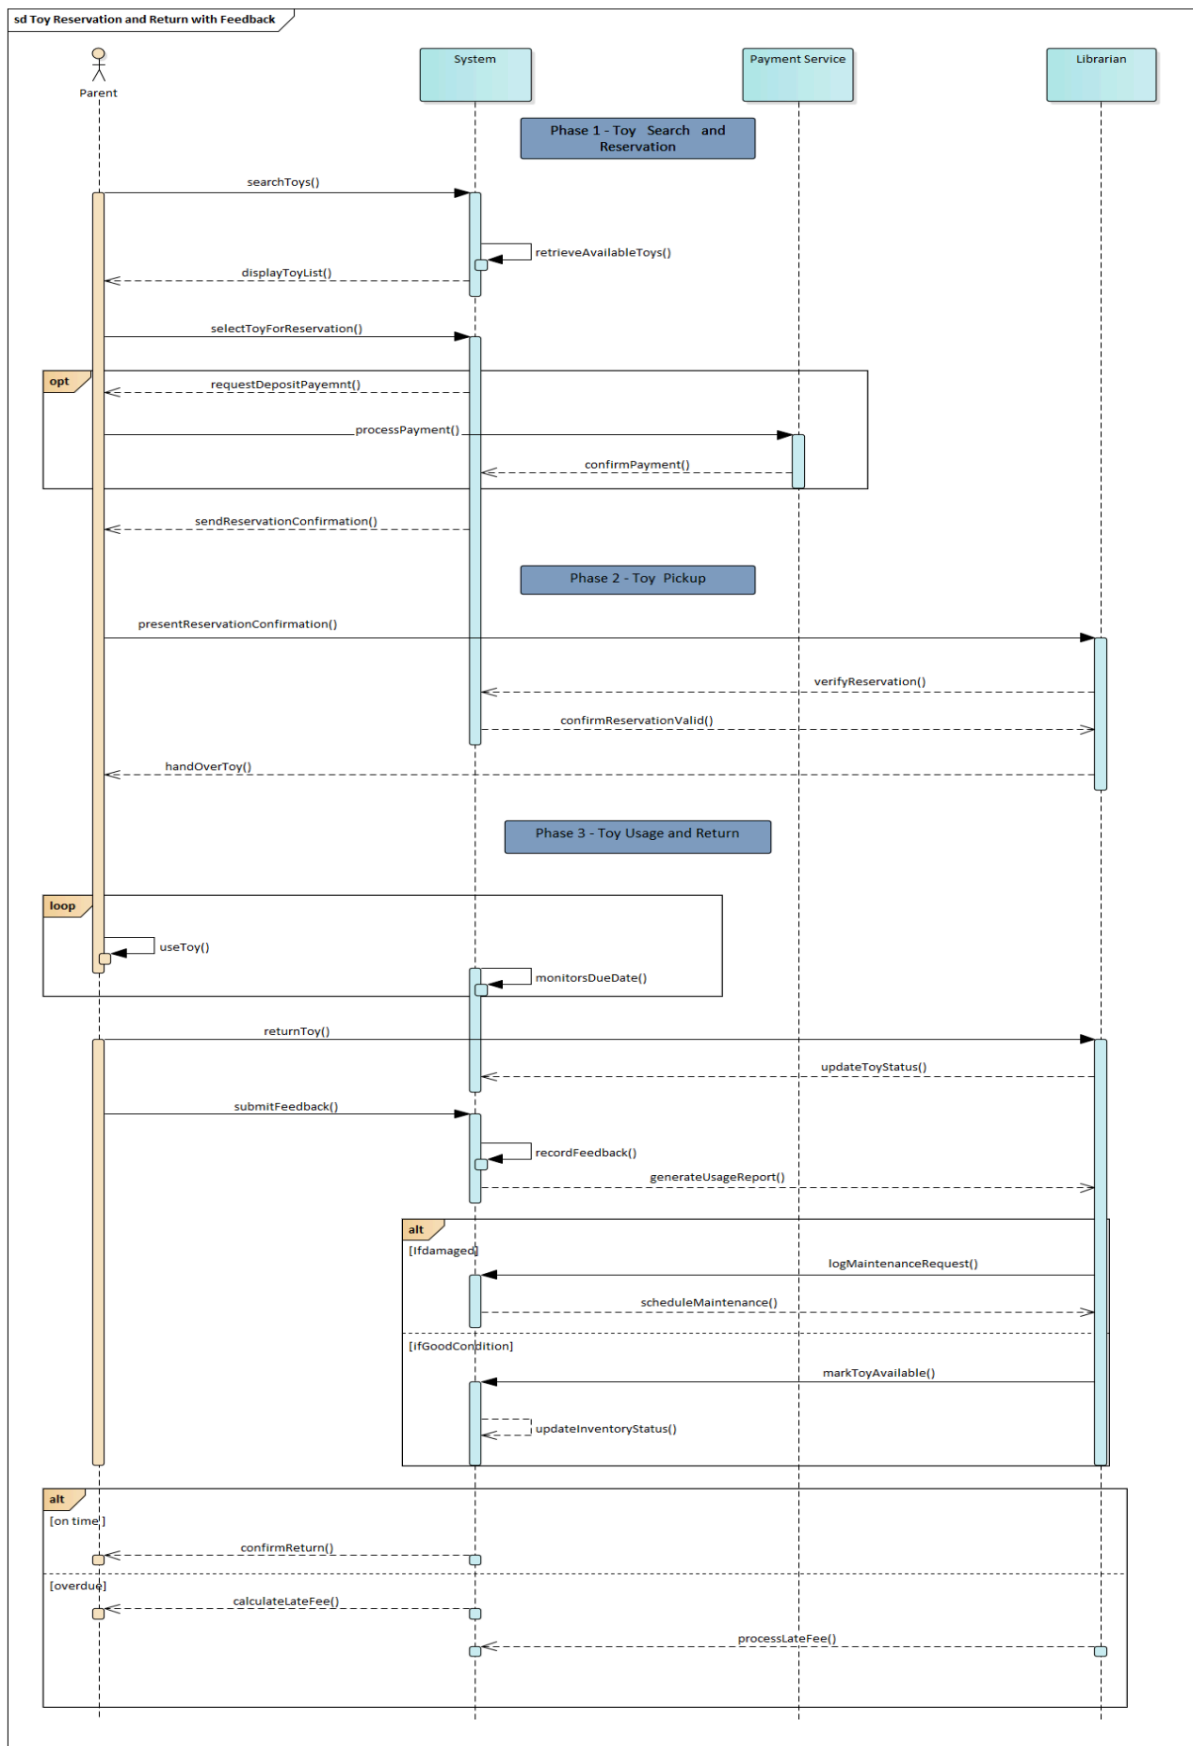 sd Toy Reservation and Return with Feedback
Parent
System
Payment Service
Librarian
Phase 1 - Toy Search and
Reservation
searchToys()
retrieveAvailableToys()
displayToyList()
selectToyForReservation()
opt
requestDepositPayemnt()
processPayment()
confirmPayment()
sendReservationConfirmation()
Phase 2 - Toy Pickup
presentReservationConfirmation()
verifyReservation()
confirmReservationValid()
handOverToy()
Phase 3 - Toy Usage and Return
loop
useToy()
monitorsDueDate()
returnToy()
updateToyStatus()
submitFeedback()
recordFeedback()
generateUsageReport()
alt
[Ifdamaged]
logMaintenanceRequest()
scheduleMaintenance()
[ifGoodCondition]
markToyAvailable()
updateInventoryStatus()
alt
[on time ]
confirmReturn()
[overdue]
calculateLateFee()
processLateFee()